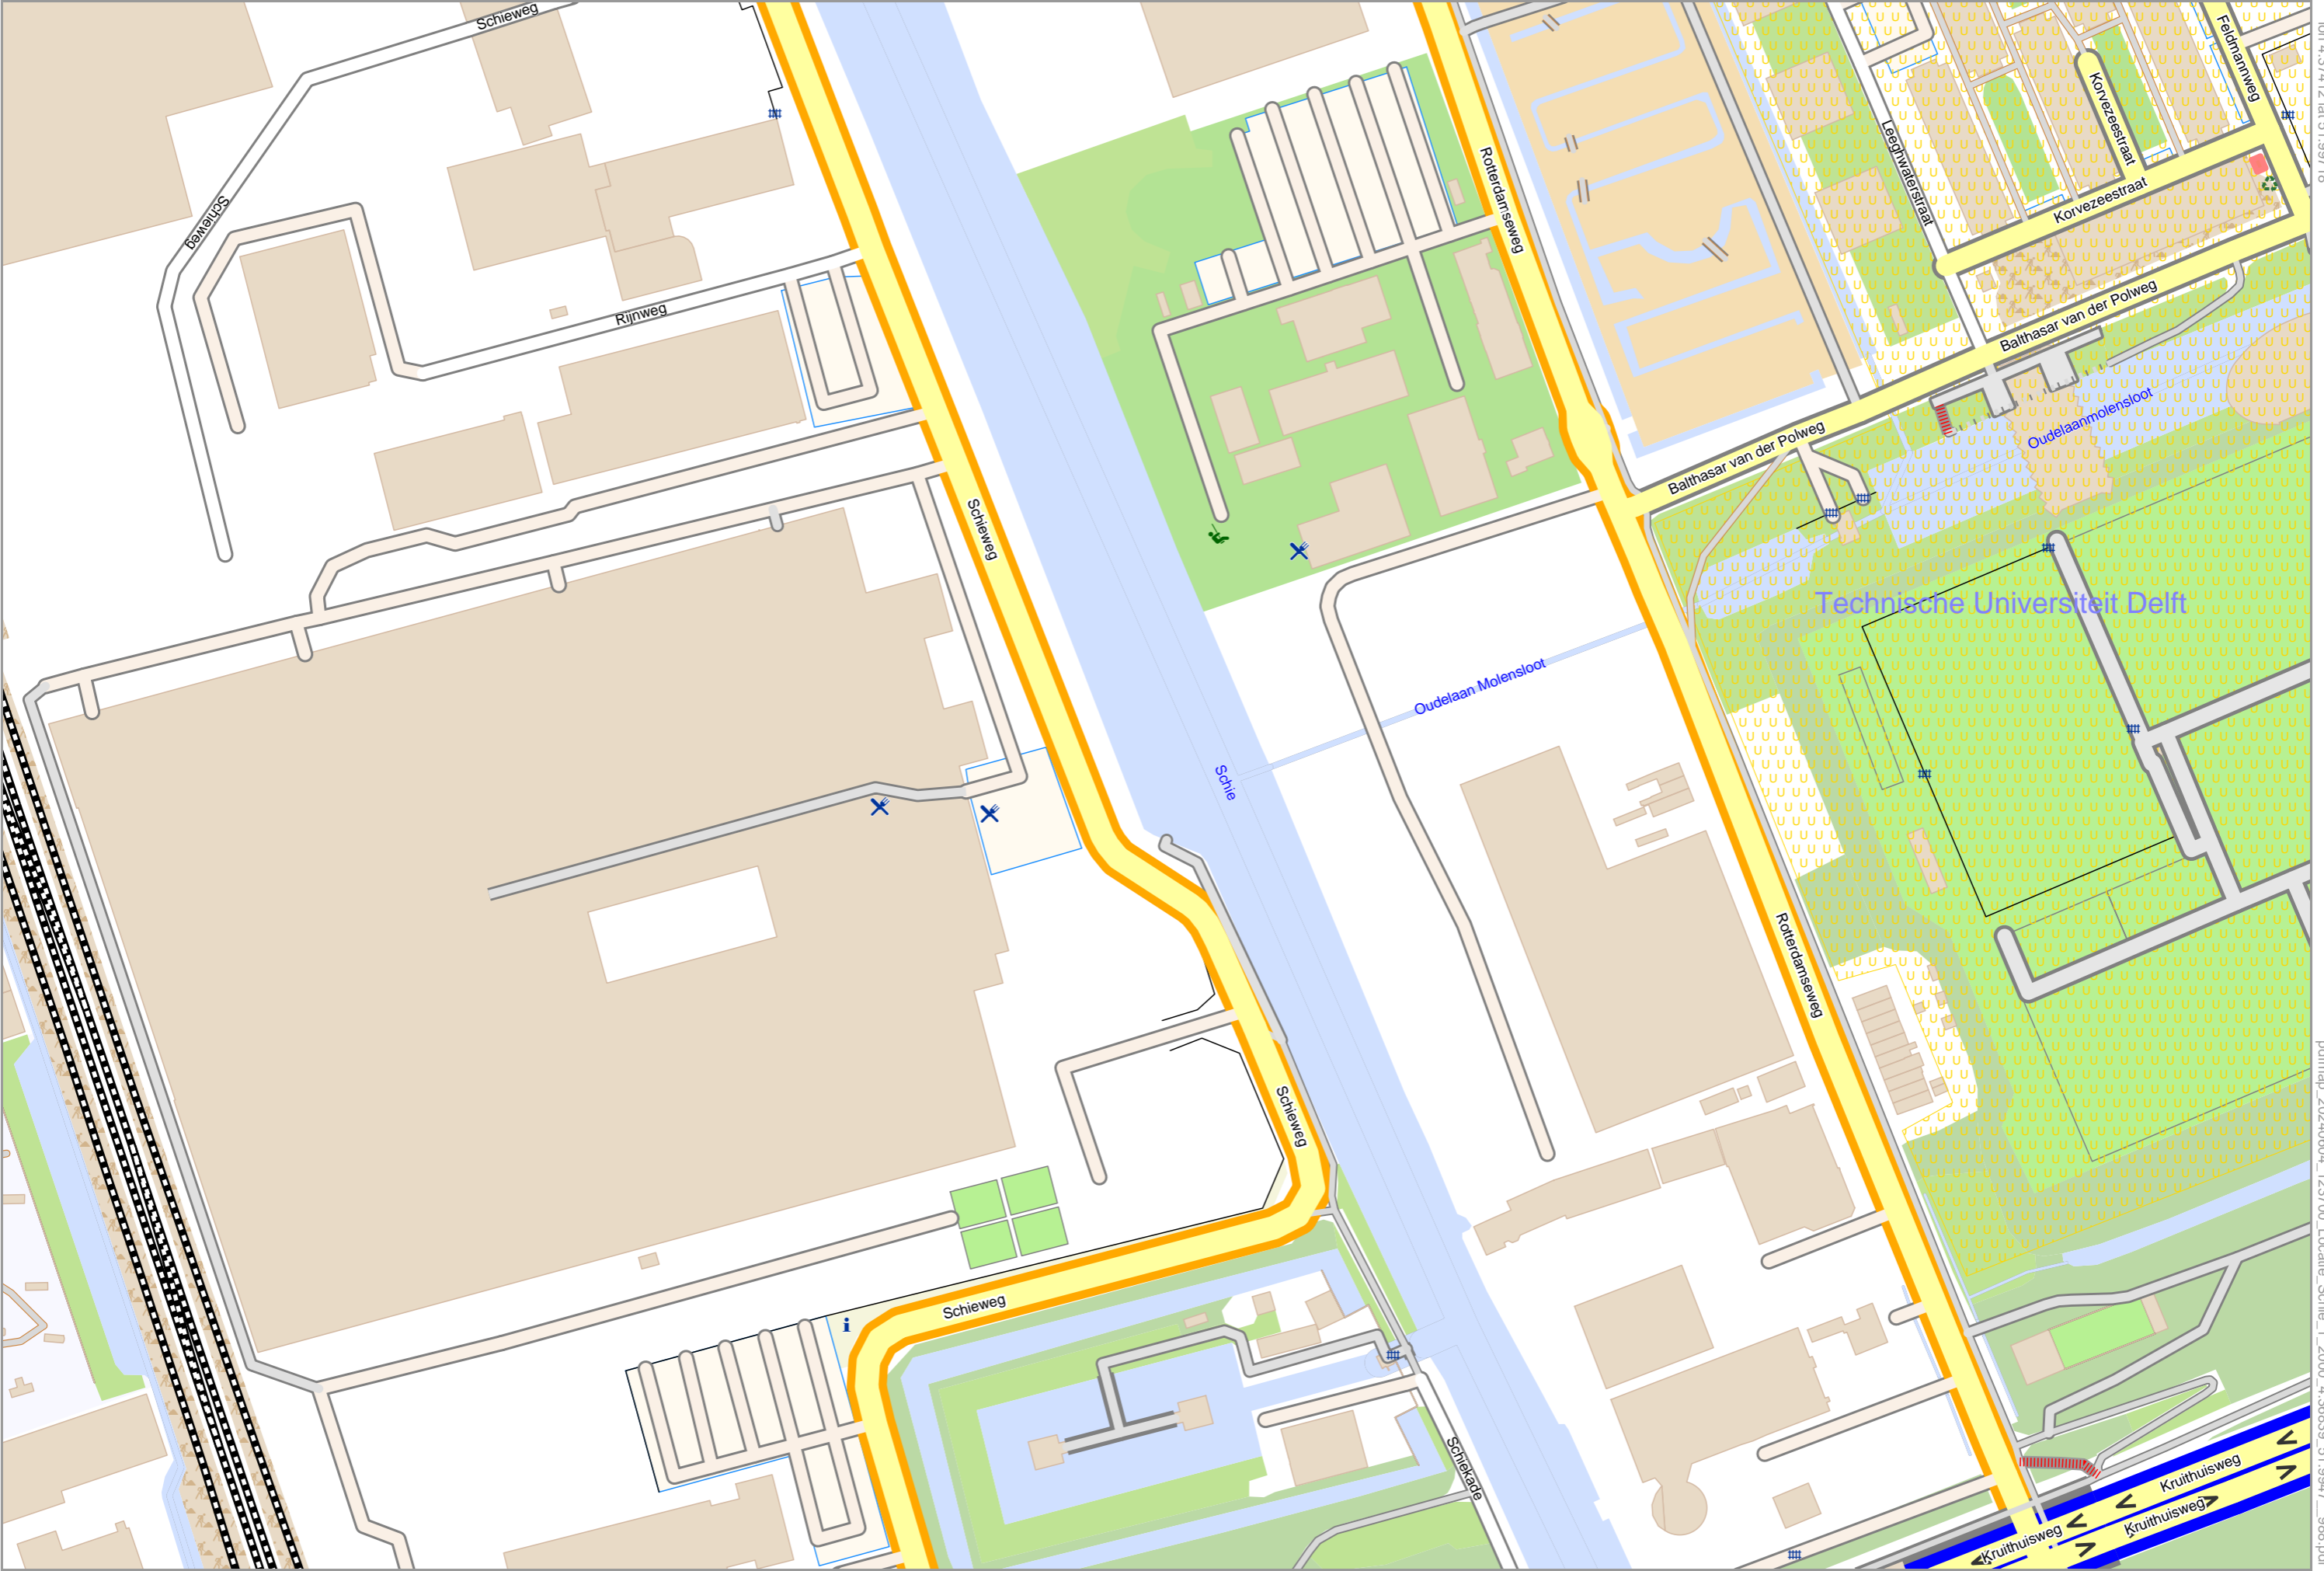 Schieweg
Feldmannweg
Korvezeestraat
Leeghwaterstraat
Rotterdamseweg
Korvezeestraat
Schieweg
Rijnweg
Balthasar van der Polweg
Oudelaanmolensloot
Balthasar van der Polweg
Schieweg
Technische Universiteit Delft
Oudelaan Molensloot
Schie
Rotterdamseweg
Schieweg
Schieweg
i
Schiekade
Kruithuisweg
Kruithuisweg
Kruithuisweg